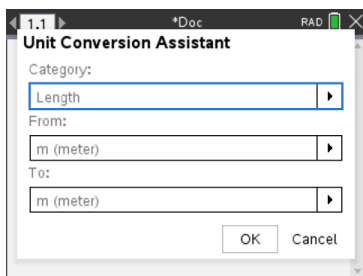 1.1 *Doc RAD
Unit Conversion Assistant
Category:
Length
From:
m (meter)
To:
m (meter)
OK Cancel